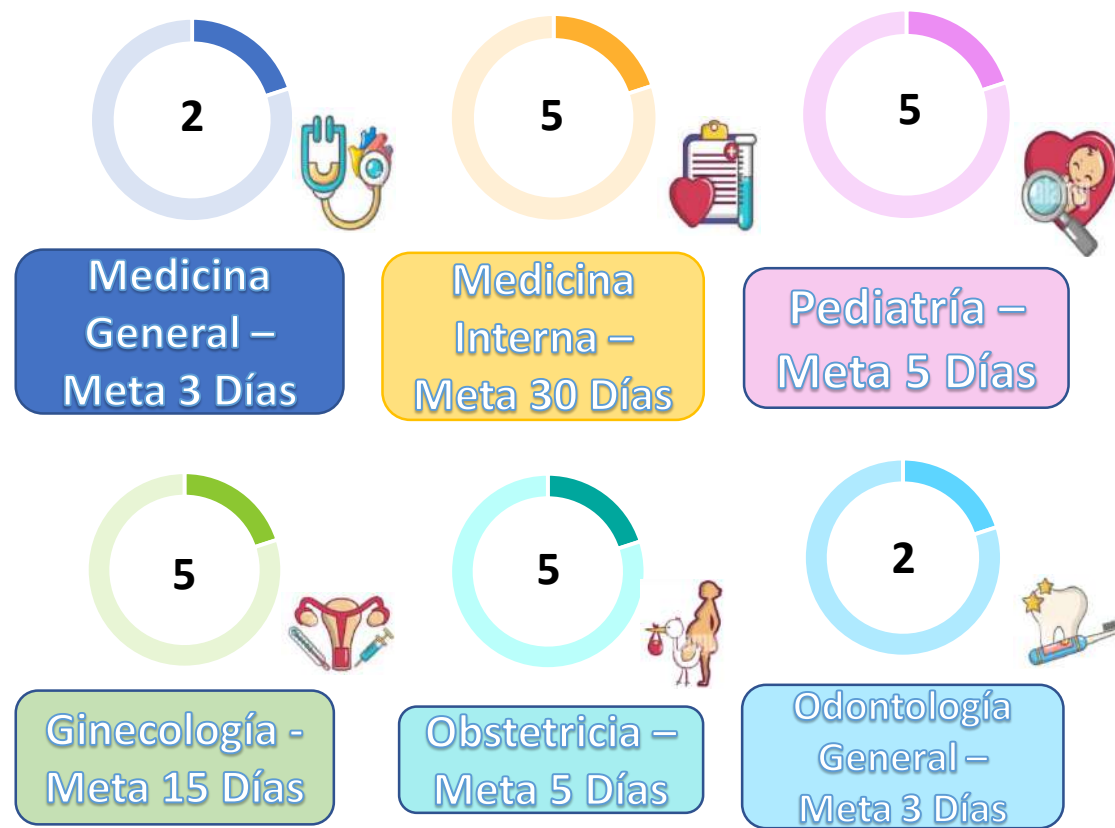 2
5
5
Medicina
General –
Meta 3 Días
Medicina
Interna –
Meta 30 Días
Pediatría –
Meta 5 Días
5
5
2
Ginecología -
Meta 15 Días
Obstetricia –
Meta 5 Días
Odontología
General –
Meta 3 Días